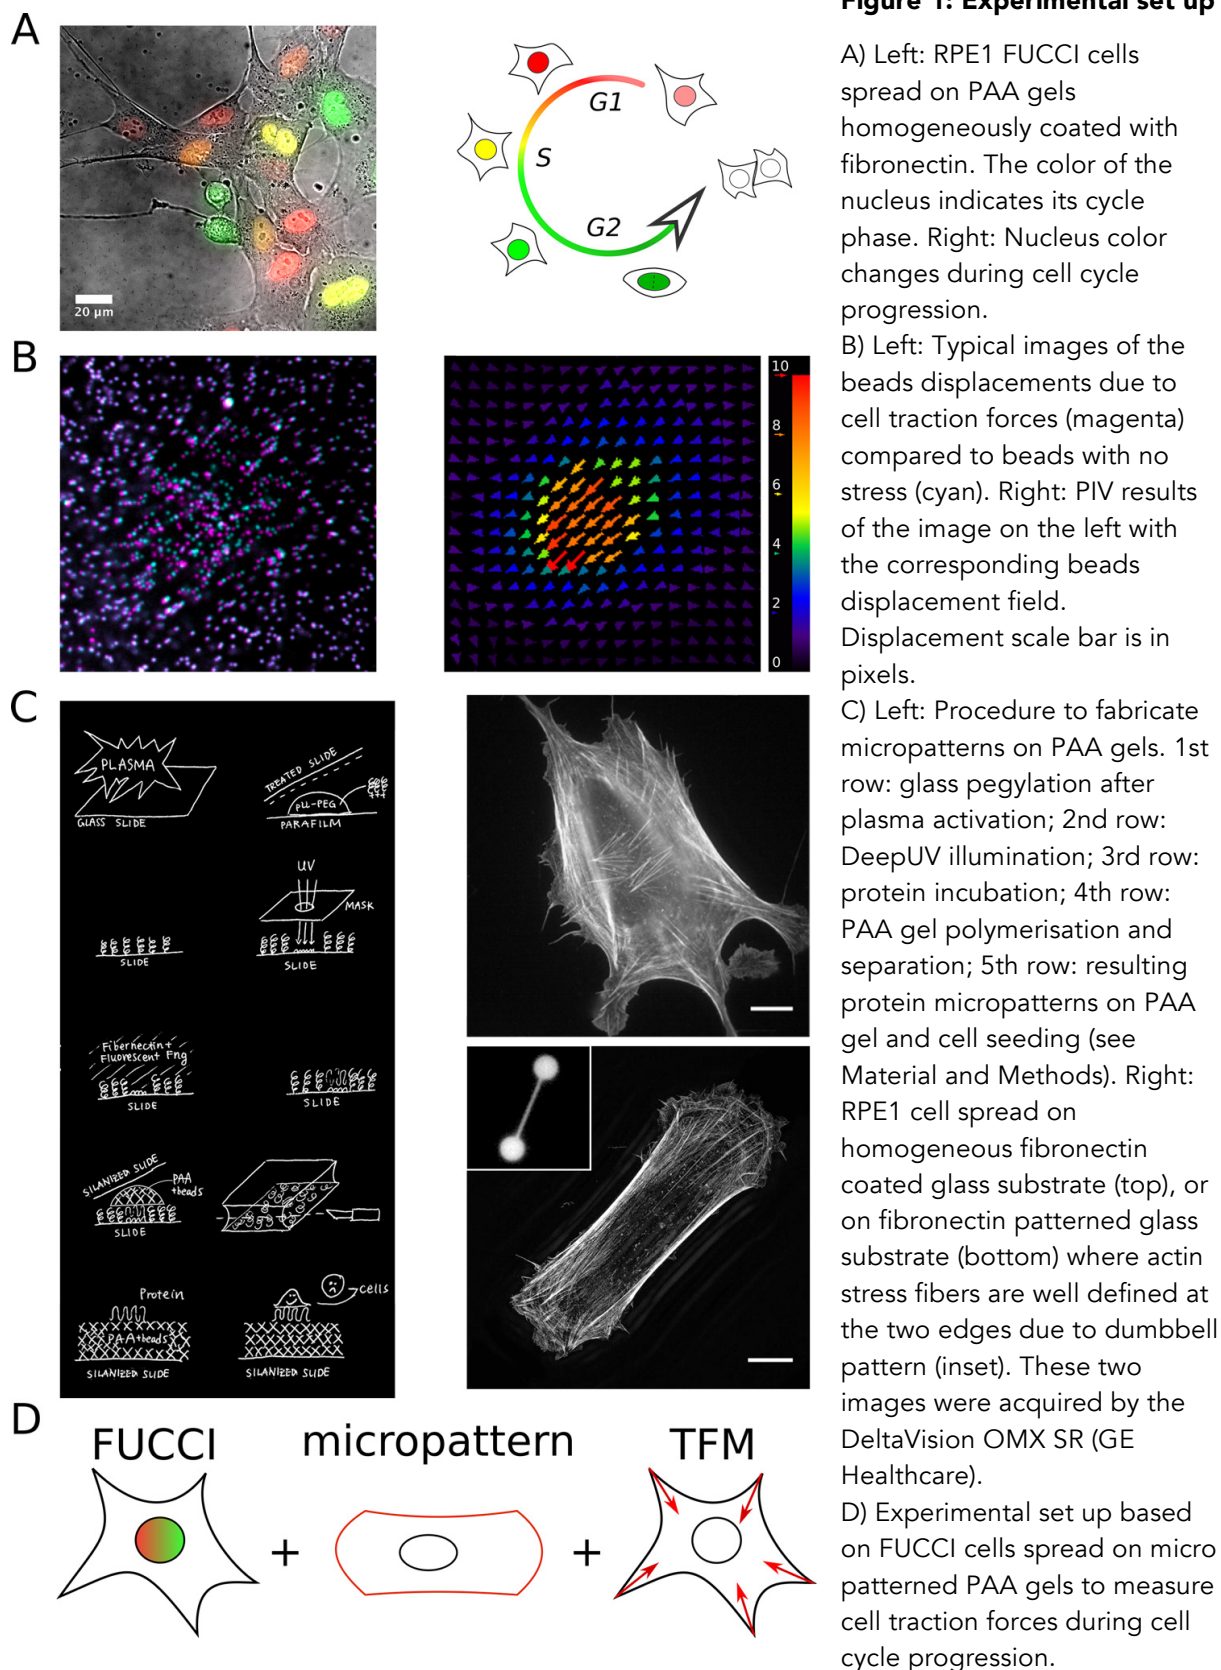 Figure 1: Experimental set up
A
G1
S
G2
20 µm
A) Left: RPE1 FUCCI cells
spread on PAA gels
homogeneously coated with
fibronectin. The color of the
nucleus indicates its cycle
phase. Right: Nucleus color
changes during cell cycle
progression.
B
10
8
6
4
2
0
B) Left: Typical images of the
beads displacements due to
cell traction forces (magenta)
compared to beads with no
stress (cyan). Right: PIV results
of the image on the left with
the corresponding beads
displacement field.
Displacement scale bar is in
pixels.
C
PLASMA
GLASS SLIDE
TREATED SLIDE
pLL-PEG
PARAFILM
UV
MASK
SLIDE
SLIDE
Fibernectin+
Fluorescent Fng
SLIDE
SLIDE
SILANIZED SLIDE
PAA
+beads
SLIDE
Protein
cells
PAA+beads
SILANIZED SLIDE
SILANIZED SLIDE
C) Left: Procedure to fabricate
micropatterns on PAA gels. 1st
row: glass pegylation after
plasma activation; 2nd row:
DeepUV illumination; 3rd row:
protein incubation; 4th row:
PAA gel polymerisation and
separation; 5th row: resulting
protein micropatterns on PAA
gel and cell seeding (see
Material and Methods). Right:
RPE1 cell spread on
homogeneous fibronectin
coated glass substrate (top), or
on fibronectin patterned glass
substrate (bottom) where actin
stress fibers are well defined at
the two edges due to dumbbell
pattern (inset). These two
images were acquired by the
DeltaVision OMX SR (GE
Healthcare).
D
FUCCI
+
micropattern
+
TFM
D) Experimental set up based
on FUCCI cells spread on micro
patterned PAA gels to measure
cell traction forces during cell
cycle progression.